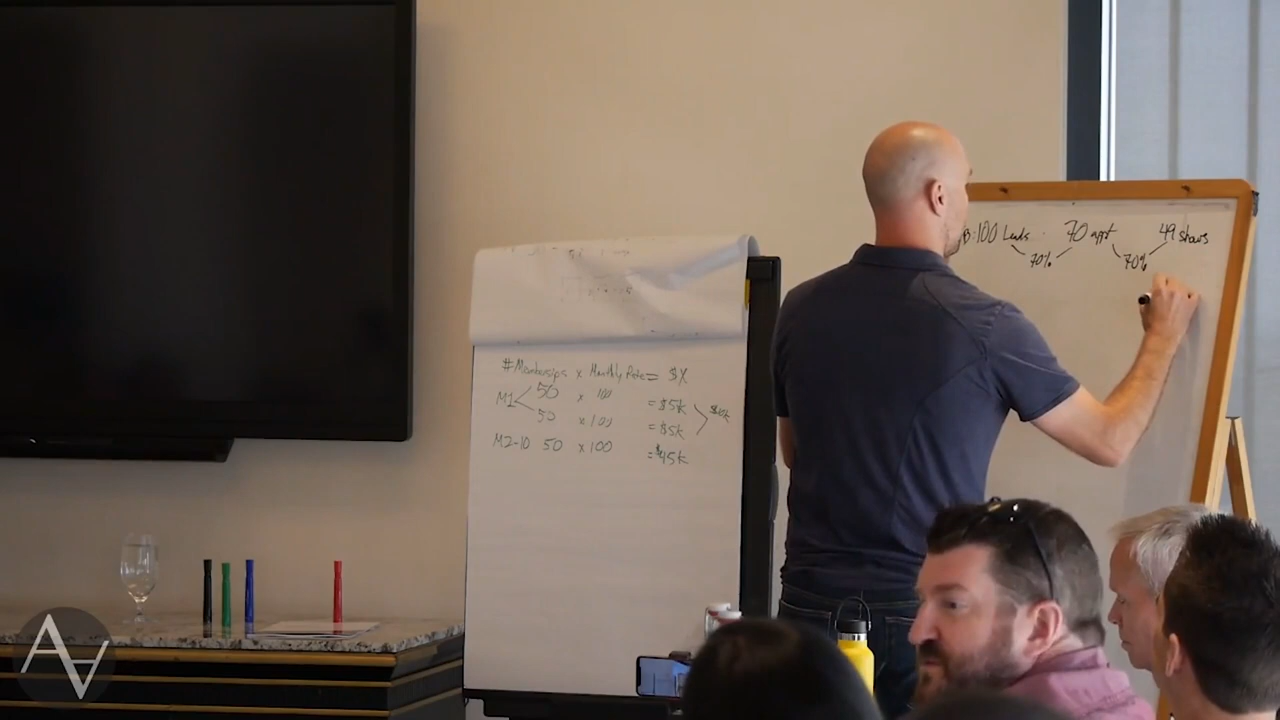 #Memberships x Monthly Rate = $X
M1 50 x 100 = $5k
50 x 100 = $5k
M2-10 50 x 100 = $45k
B: 100 Leads 70 appt 49 shows
70% 70%